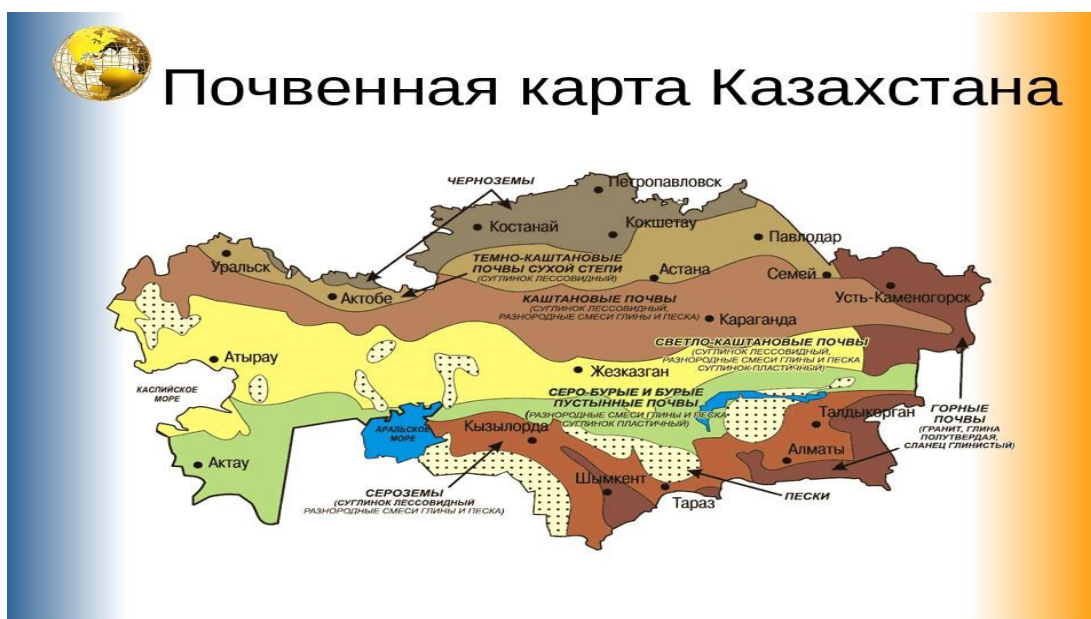 Почвенная карта Казахстана
ЧЕРНОЗЕМЫ
Петропавловск
Костанай
Кокшетау
Павлодар
Уральск
ТЕМНО-КАШТАНОВЫЕ
ПОЧВЫ СУХОЙ СТЕПИ
(СУГЛИНОК ЛЕССОВИДНЫЙ)
Астана
Семей
Актобе
КАШТАНОВЫЕ ПОЧВЫ
(СУГЛИНОК ЛЕССОВИДНЫЙ,
РАЗНОРОДНЫЕ СМЕСИ ГЛИНЫ И ПЕСКА)
Усть-Каменогорск
Караганда
СВЕТЛО-КАШТАНОВЫЕ ПОЧВЫ
(СУГЛИНОК ЛЕССОВИДНЫЙ,
РАЗНОРОДНЫЕ СМЕСИ ГЛИНЫ И ПЕСКА
СУГЛИНОК-ПЛАСТИЧНЫЙ)
Атырау
Жезказган
КАСПИЙСКОЕ
МОРЕ
СЕРО-БУРЫЕ И БУРЫЕ
ПУСТЫННЫЕ ПОЧВЫ
(РАЗНОРОДНЫЕ СМЕСИ ГЛИНЫ И ПЕСКА
СУГЛИНОК ПЛАСТИЧНЫЙ)
АРАЛЬСКОЕ
МОРЕ
Кызылорда
Талдыкорган
ГОРНЫЕ
ПОЧВЫ
(ГРАНИТ, ГЛИНА
ПОЛУТВЕРДАЯ,
СЛАНЕЦ ГЛИНИСТЫЙ)
Алматы
Актау
Шымкент
Тараз
ПЕСКИ
СЕРОЗЕМЫ
(СУГЛИНОК ЛЕССОВИДНЫЙ
РАЗНОРОДНЫЕ СМЕСИ ГЛИНЫ И ПЕСКА)